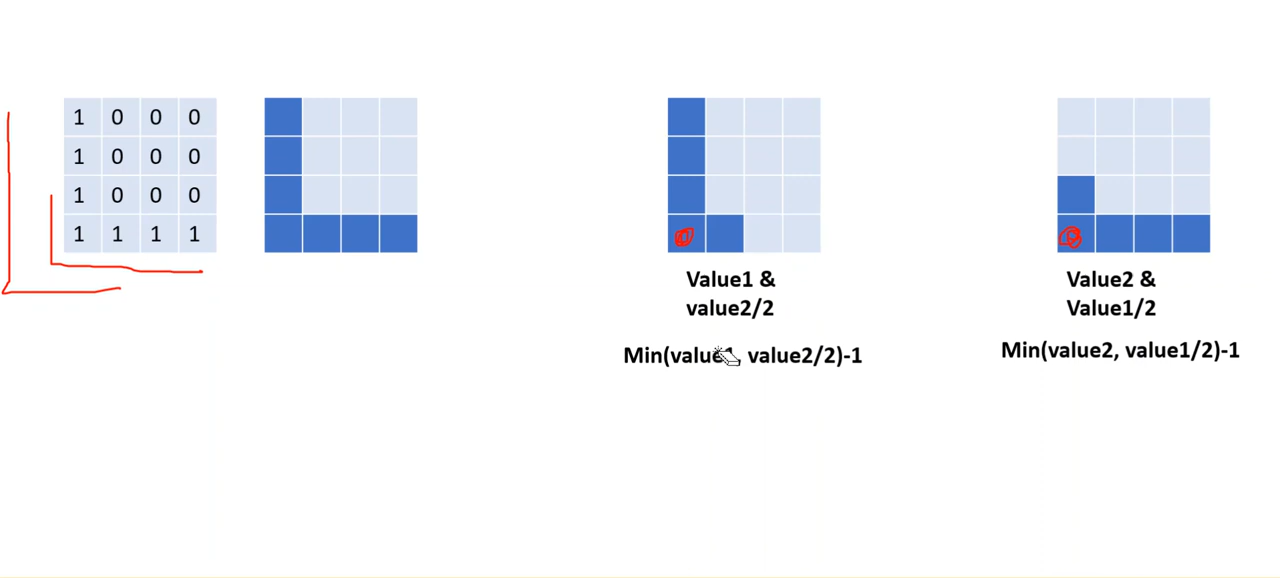 1 0 0 0
1 0 0 0
1 0 0 0
1 1 1 1
Value1 &
value2/2
Min(value1, value2/2)-1
Value2 &
Value1/2
Min(value2, value1/2)-1